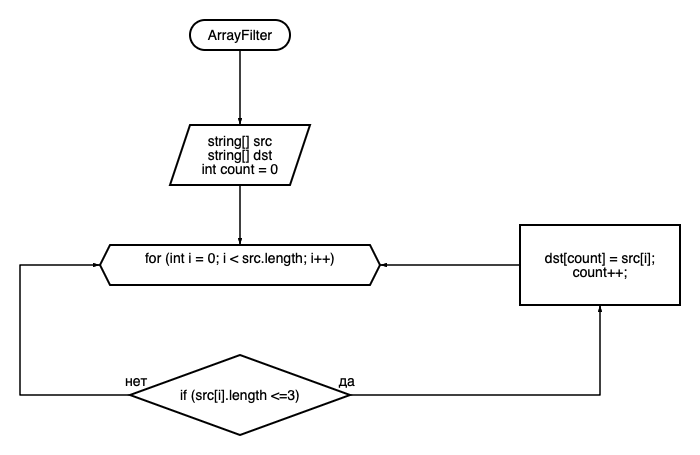 ArrayFilter
string[] src
string[] dst
int count = 0
for (int i = 0; i < src.length; i++)
dst[count] = src[i];
count++;
нет
да
if (src[i].length <=3)